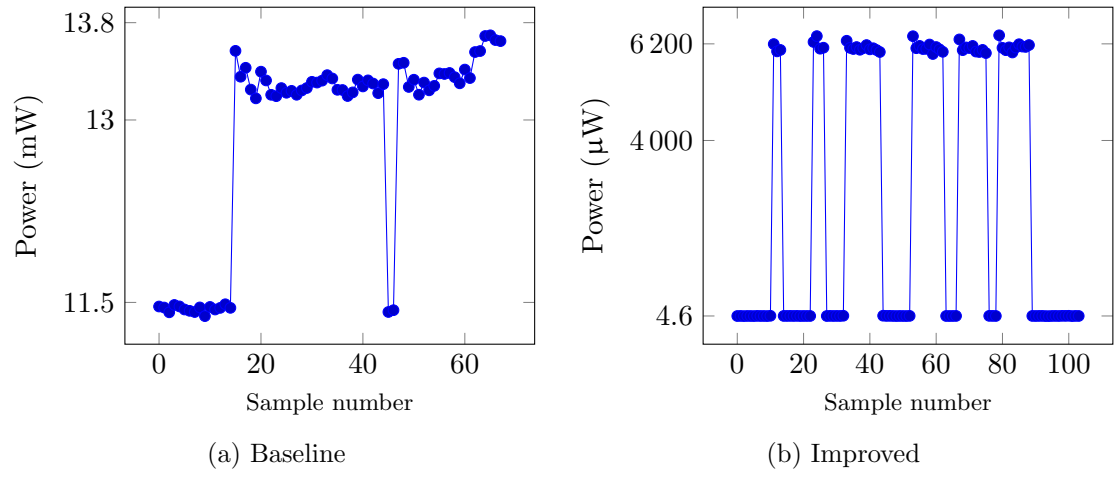 13.8
13
11.5
Power (mW)
0
20
40
60
Sample number
(a) Baseline
6 200
4 000
4.6
Power (µW)
0
20
40
60
80
100
Sample number
(b) Improved